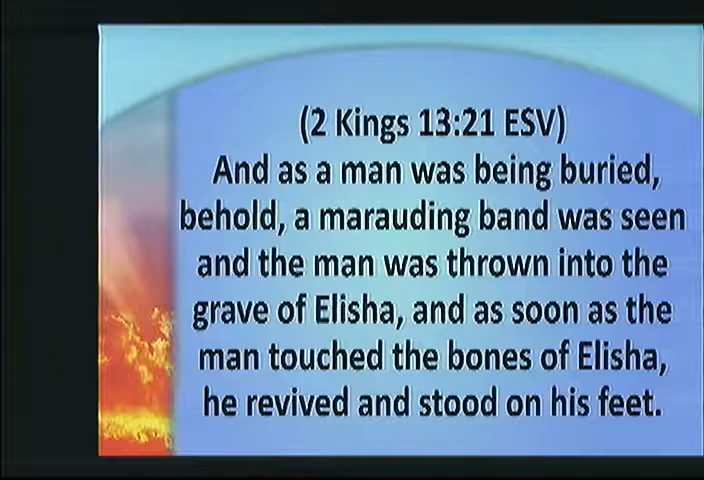 (2 Kings 13:21 ESV)
And as a man was being buried,
behold, a marauding band was seen
and the man was thrown into the
grave of Elisha, and as soon as the
man touched the bones of Elisha,
he revived and stood on his feet.